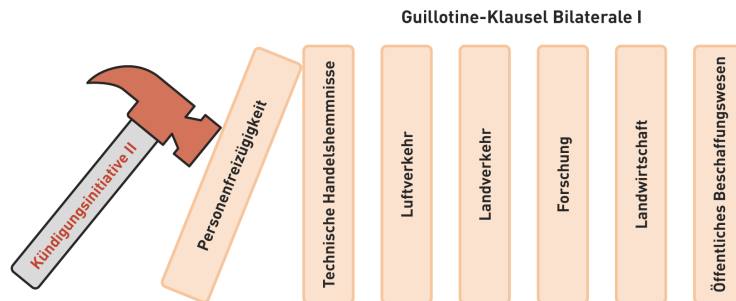 Guillotine-Klausel Bilaterale I
Kündigungsinitiative II
Personenfreizügigkeit
Technische Handelshemmnisse
Luftverkehr
Landverkehr
Forschung
Landwirtschaft
Öffentliches Beschaffungswesen